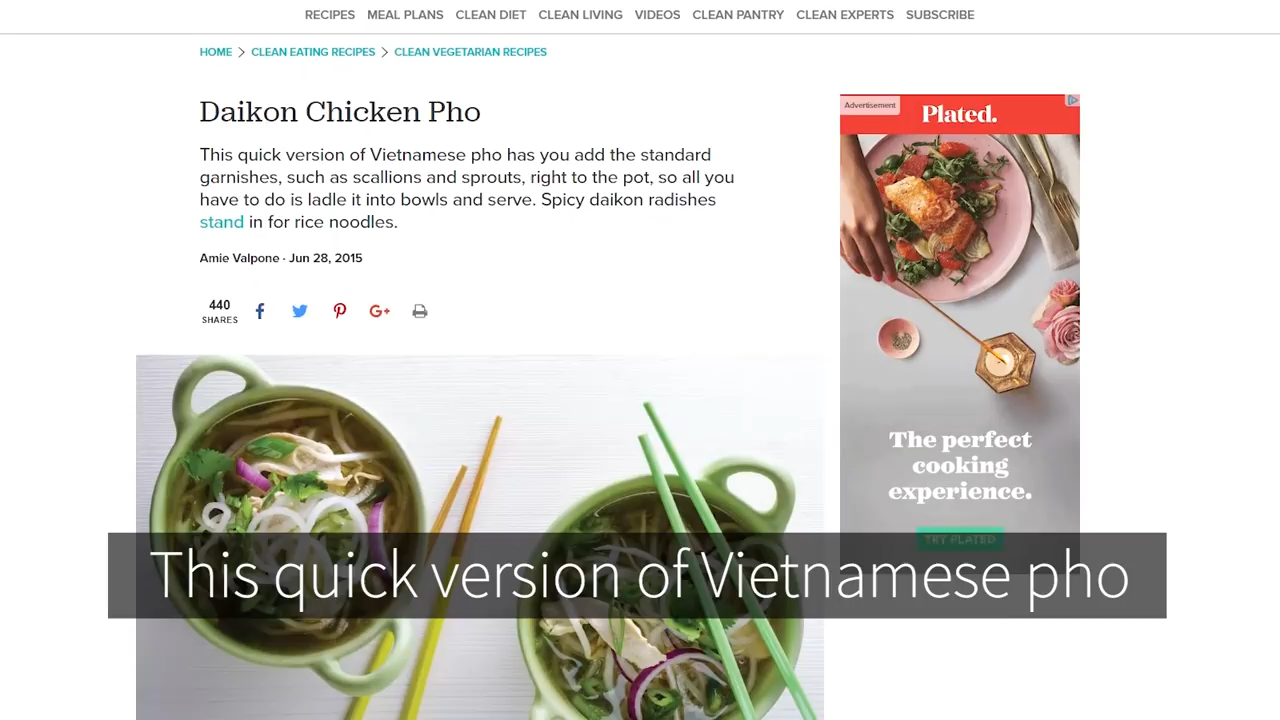 RECIPES MEAL PLANS CLEAN DIET CLEAN LIVING VIDEOS CLEAN PANTRY CLEAN EXPERTS SUBSCRIBE
HOME > CLEAN EATING RECIPES > CLEAN VEGETARIAN RECIPES
Daikon Chicken Pho
This quick version of Vietnamese pho has you add the standard
garnishes, such as scallions and sprouts, right to the pot, so all you
have to do is ladle it into bowls and serve. Spicy daikon radishes
stand in for rice noodles.
Amie Valpone · Jun 28, 2015
440
SHARES
Advertisement
Plated.
The perfect
cooking
experience.
TRY PLATED
This quick version of Vietnamese pho